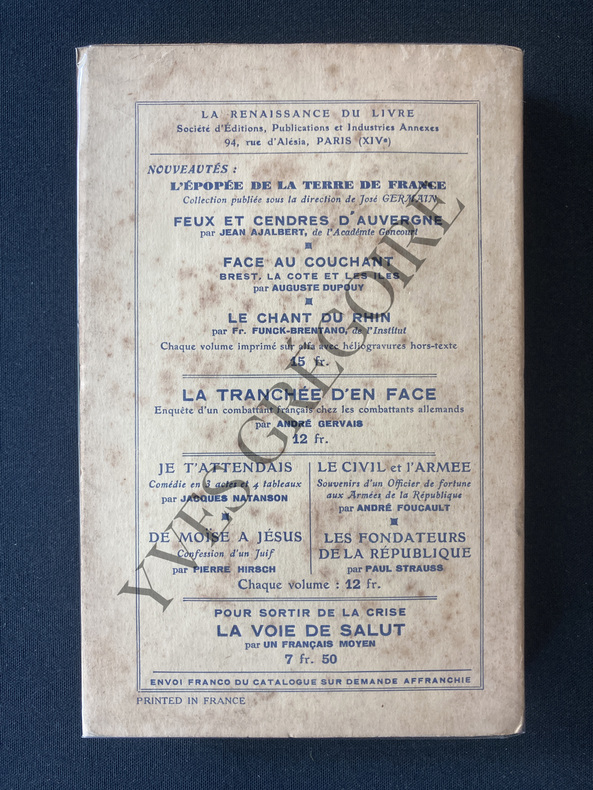 LA RENAISSANCE DU LIVRE
Société d'Éditions, Publications et Industries Annexes
94, rue d'Alésia, PARIS (XIVe)
NOUVEAUTÉS :
L'ÉPOPÉE DE LA TERRE DE FRANCE
Collection publiée sous la direction de José GERMAIN
FEUX ET CENDRES D'AUVERGNE
par JEAN AJALBERT, de l'Académie Goncourt
FACE AU COUCHANT
BREST. LA COTE ET LES ILES
par AUGUSTE DUPOUY
LE CHANT DU RHIN
par Fr. FUNCK-BRENTANO, de l'Institut
Chaque volume imprimé sur alfa avec héliogravures hors-texte
15 fr.
LA TRANCHÉE D'EN FACE
Enquête d'un combattant français chez les combattants allemands
par ANDRÉ GERVAIS
12 fr.
JE T'ATTENDAIS
Comédie en 3 actes et 4 tableaux
par JACQUES NATANSON
DE MOÏSE A JÉSUS
Confession d'un Juif
par PIERRE HIRSCH
LE CIVIL et l'ARMEE
Souvenirs d'un Officier de fortune
aux Armées de la République
par ANDRÉ FOUCAULT
LES FONDATEURS
DE LA RÉPUBLIQUE
par PAUL STRAUSS
Chaque volume : 12 fr.
POUR SORTIR DE LA CRISE
LA VOIE DE SALUT
par UN FRANÇAIS MOYEN
7 fr. 50
ENVOI FRANCO DU CATALOGUE SUR DEMANDE AFFRANCHIE
PRINTED IN FRANCE
YVES GRÉGOIRE